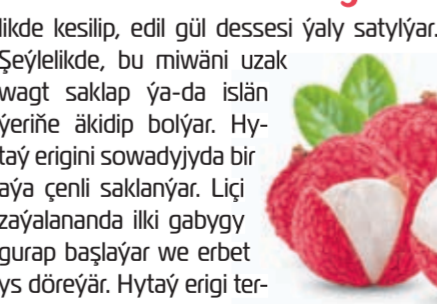 likde kesilip, edil gül dessesi ýaly satylýar.
Şeýlelikde, bu miwäni uzak
wagt saklap ýa-da islän
ýeriňe äkidip bolýar. Hy-
taý erigini sowadyjyda bir
aýa çenli saklanýar. Liçi
zaýalananda ilki gabygy
gurap başlaýar we erbet
ys döreýär. Hytaý erigi ter-